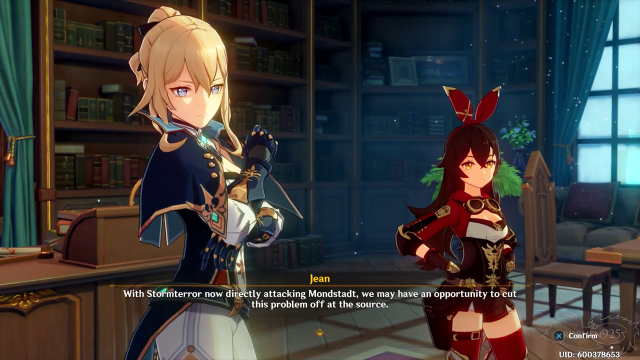 Jean
With Stormterror now directly attacking Mondstadt, we may have an opportunity to cut
this problem off at the source.
Confirm
UID: 600378653